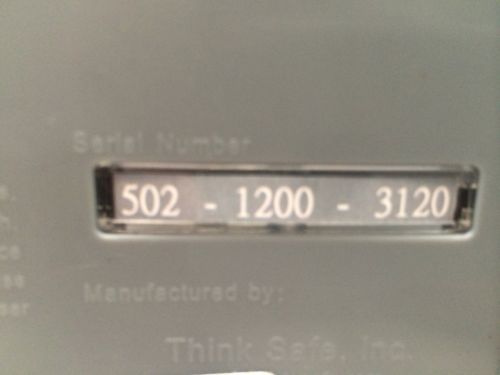 Serial Number
502 - 1200 - 3120
Manufactured by:
Think Safe, Inc.